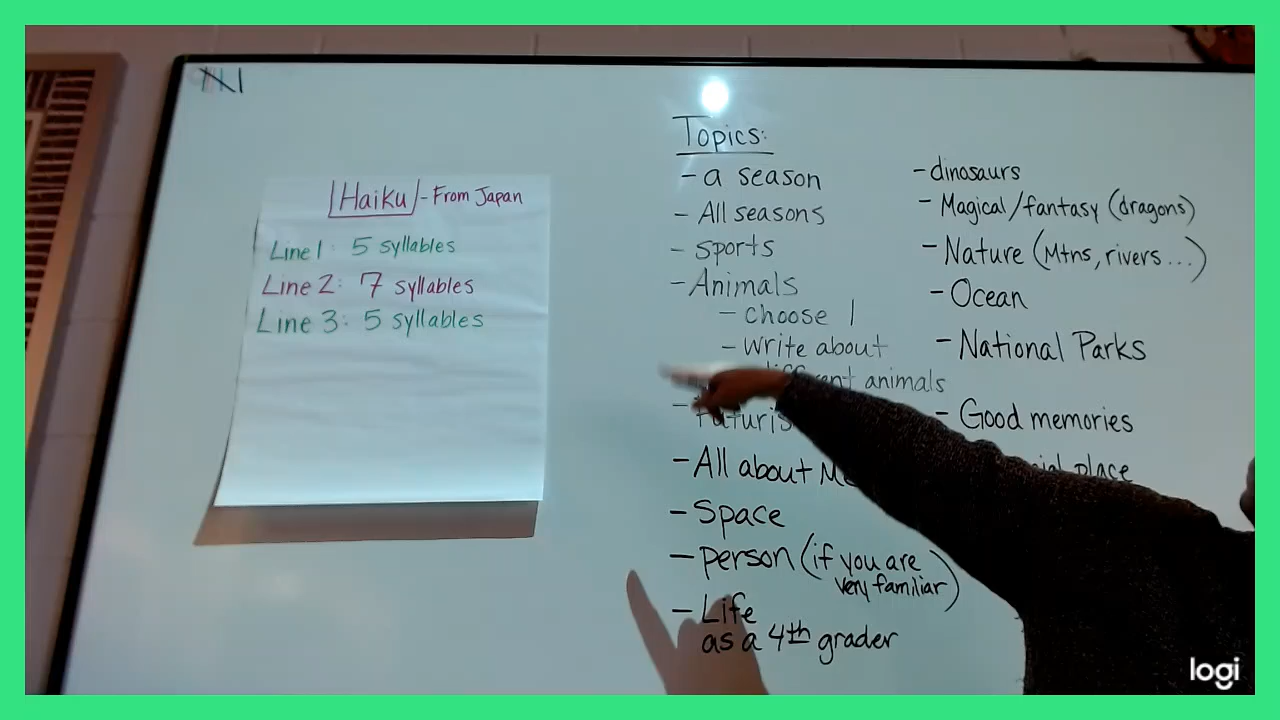 Haiku - From Japan
Line 1: 5 syllables
Line 2: 7 syllables
Line 3: 5 syllables
Topics:
- a season
- All seasons
- sports
- Animals
- choose 1
- write about
animals
- All about
- Space
- person (if you are
very familiar)
- Life
as a 4th grader
- dinosaurs
- Magical/fantasy (dragons)
- Nature (Mtns, rivers...)
- Ocean
- National Parks
- Good memories
place
logi